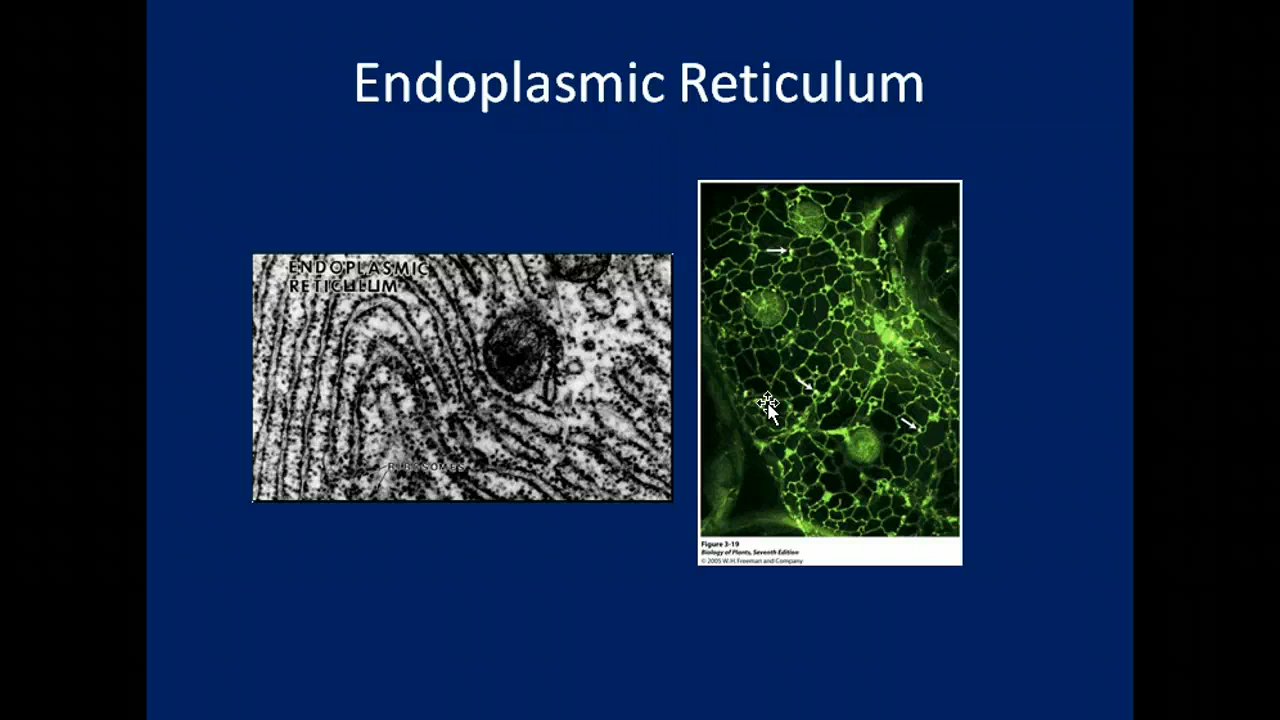 Endoplasmic Reticulum
ENDOPLASMIC
RETICULUM
RIBOSOMES
Figure 3-19
Biology of Plants, Seventh Edition
© 2005 W.H. Freeman and Company